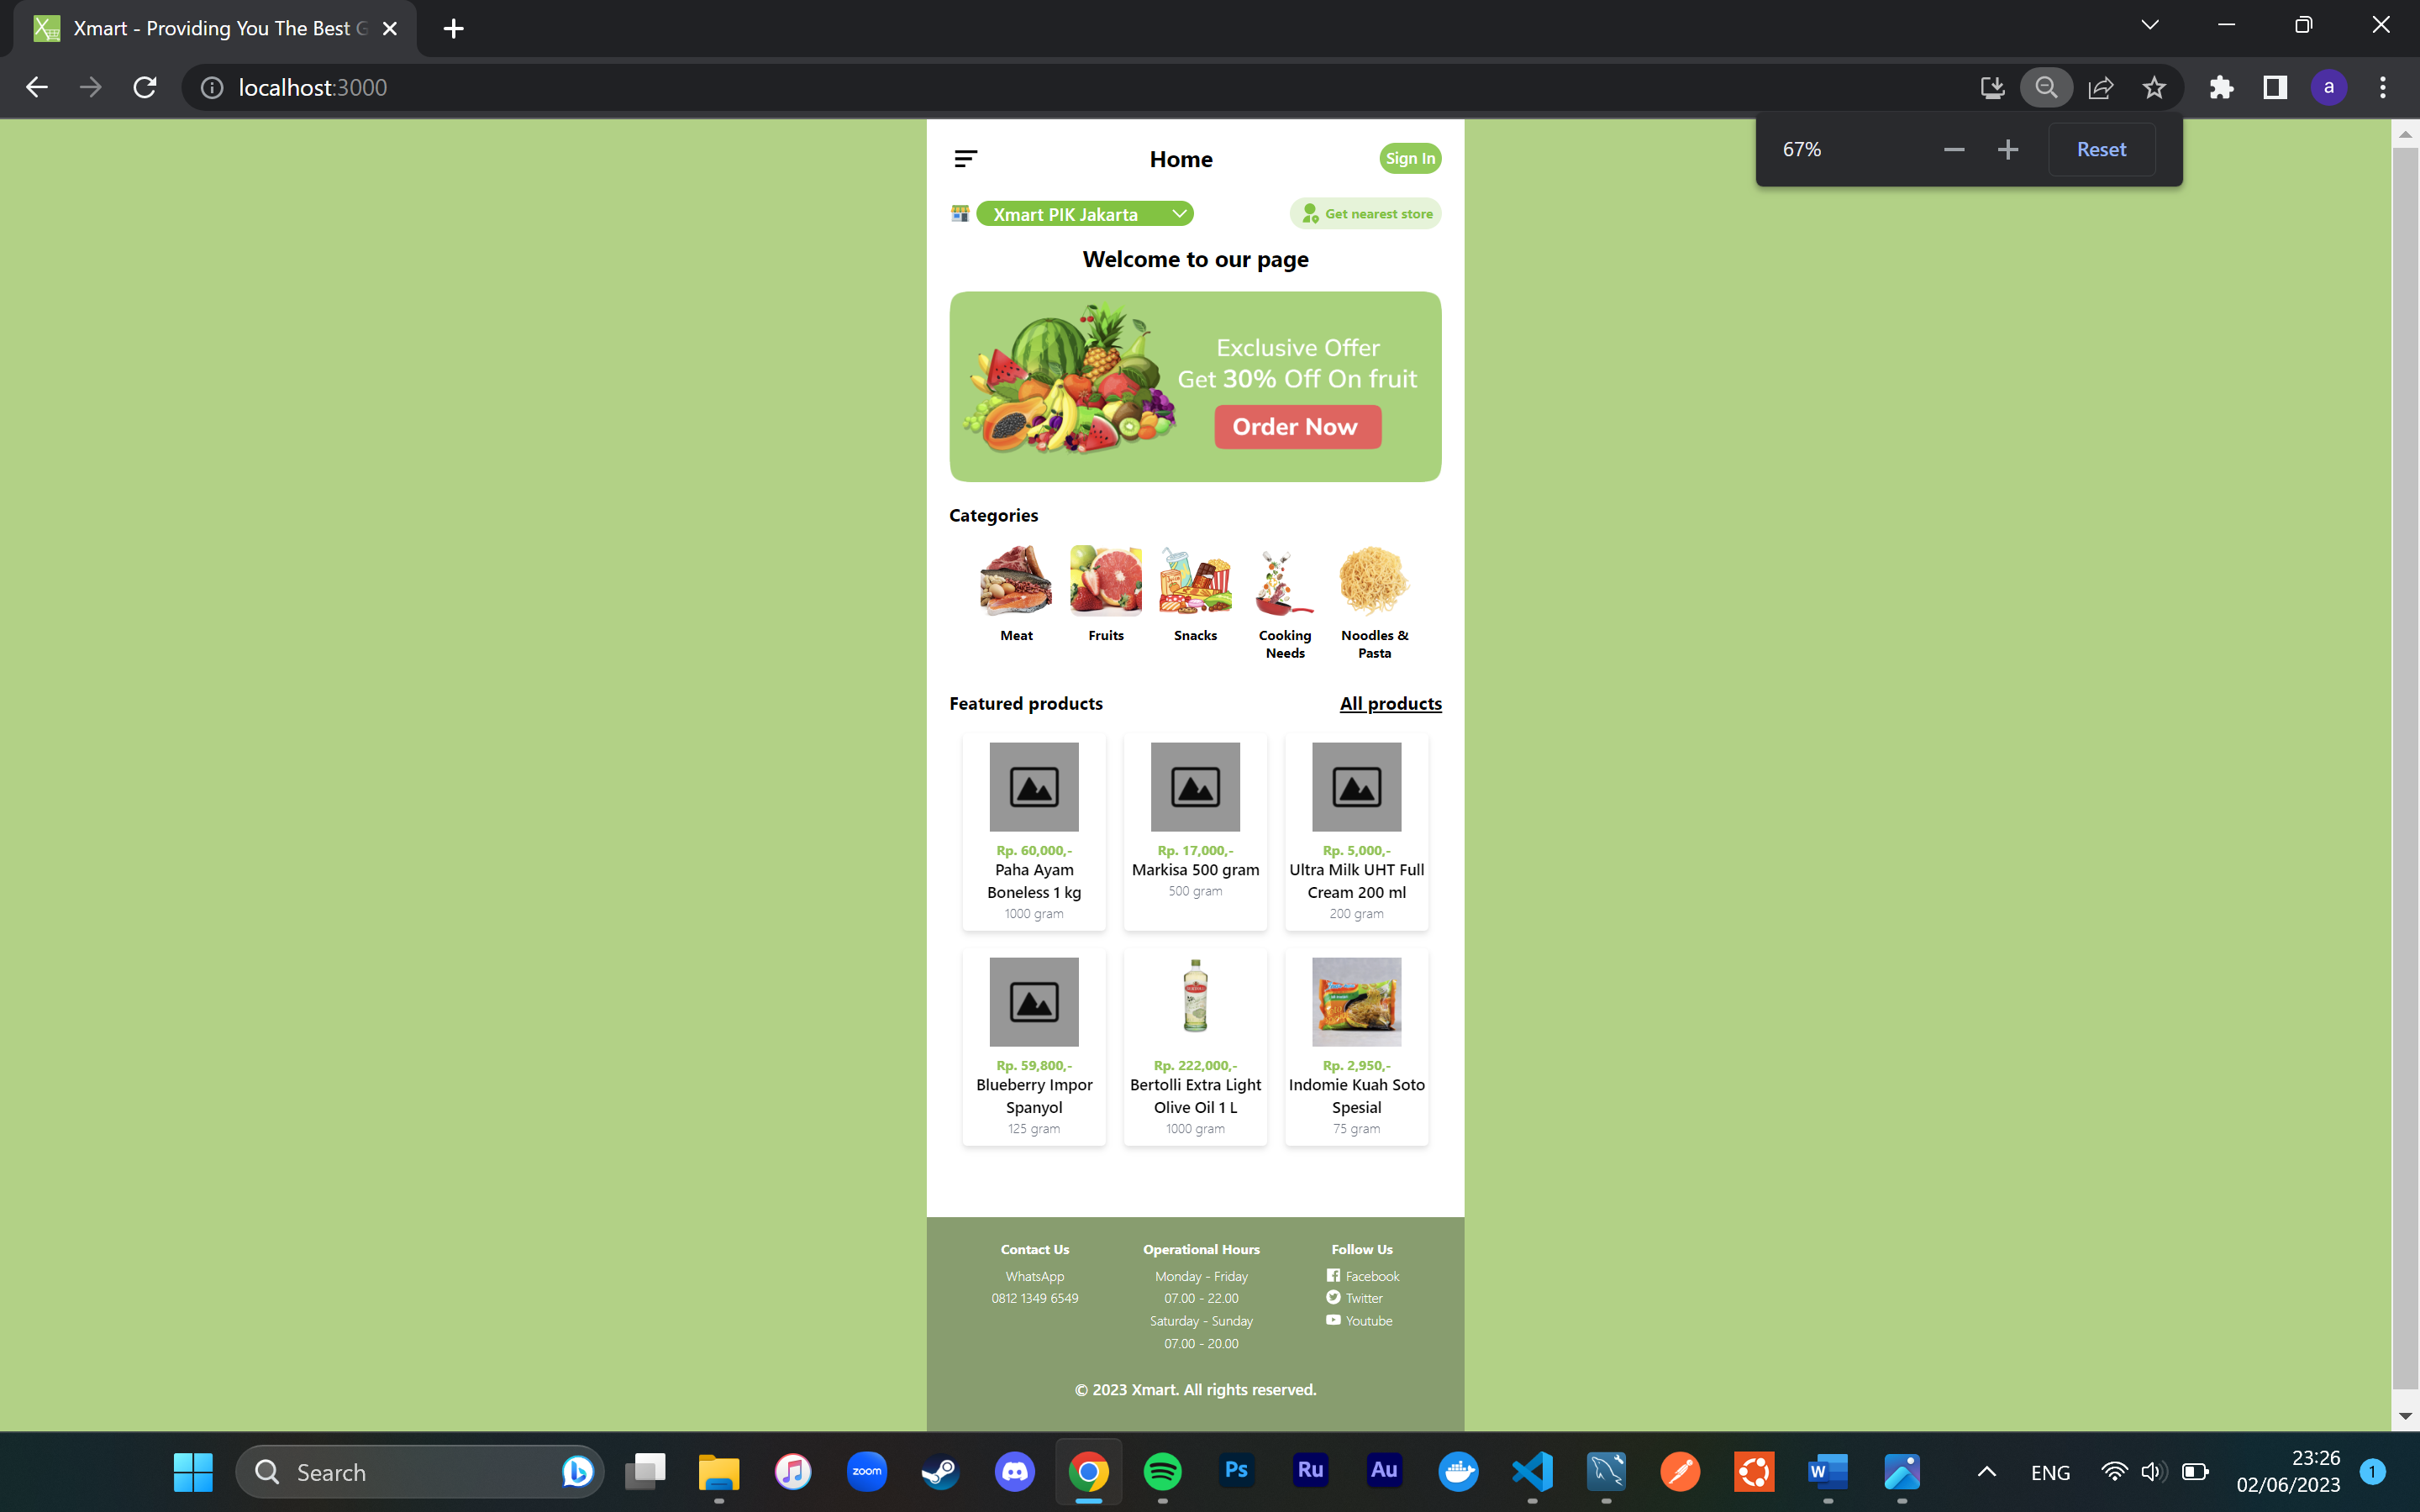 Xmart - Providing You The Best G
localhost:3000
67%
Reset
a
Home
Sign In
Xmart PIK Jakarta
Get nearest store
Welcome to our page
Exclusive Offer
Get 30% Off On fruit
Order Now
Categories
Meat
Fruits
Snacks
Cooking
Needs
Noodles &
Pasta
Featured products
All products
Rp. 60,000,-
Paha Ayam
Boneless 1 kg
1000 gram
Rp. 17,000,-
Markisa 500 gram
500 gram
Rp. 5,000,-
Ultra Milk UHT Full
Cream 200 ml
200 gram
Rp. 59,800,-
Blueberry Impor
Spanyol
125 gram
Rp. 222,000,-
Bertolli Extra Light
Olive Oil 1 L
1000 gram
Rp. 2,950,-
Indomie Kuah Soto
Spesial
75 gram
Contact Us
WhatsApp
0812 1349 6549
Operational Hours
Monday - Friday
07.00 - 22.00
Saturday - Sunday
07.00 - 20.00
Follow Us
Facebook
Twitter
Youtube
© 2023 Xmart. All rights reserved.
Search
zoom
Ps
Ru
Au
W
ENG
23:26
02/06/2023
1